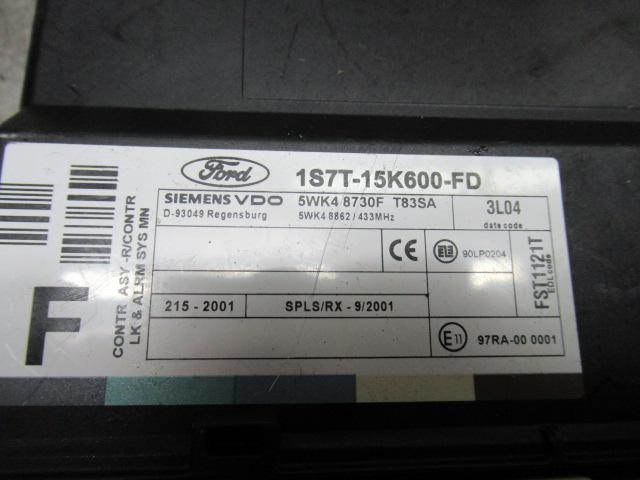 Ford
1S7T-15K600-FD
SIEMENS VDO 5WK4 8730F T83SA
D-93049 Regensburg 5WK4 8862 / 433MHz
3L04
date code
CE
90LP0204
FST1121T
EDL code
215 - 2001
SPLS/RX - 9/2001
E11
97RA-00 0001
F
CONTR ASY -R/CONTR
LK & ALRM SYS MN